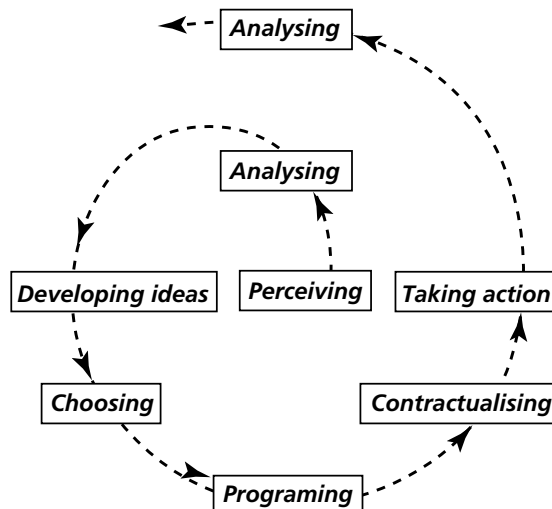 Analysing
Analysing
Developing ideas
Perceiving
Taking action
Choosing
Contractualising
Programing